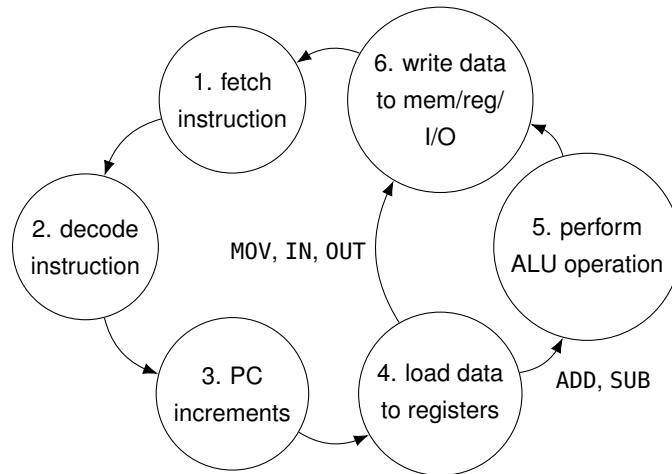 1. fetch
instruction
2. decode
instruction
3. PC
increments
4. load data
to registers
MOV, IN, OUT
ADD, SUB
5. perform
ALU operation
6. write data
to mem/reg/
I/O